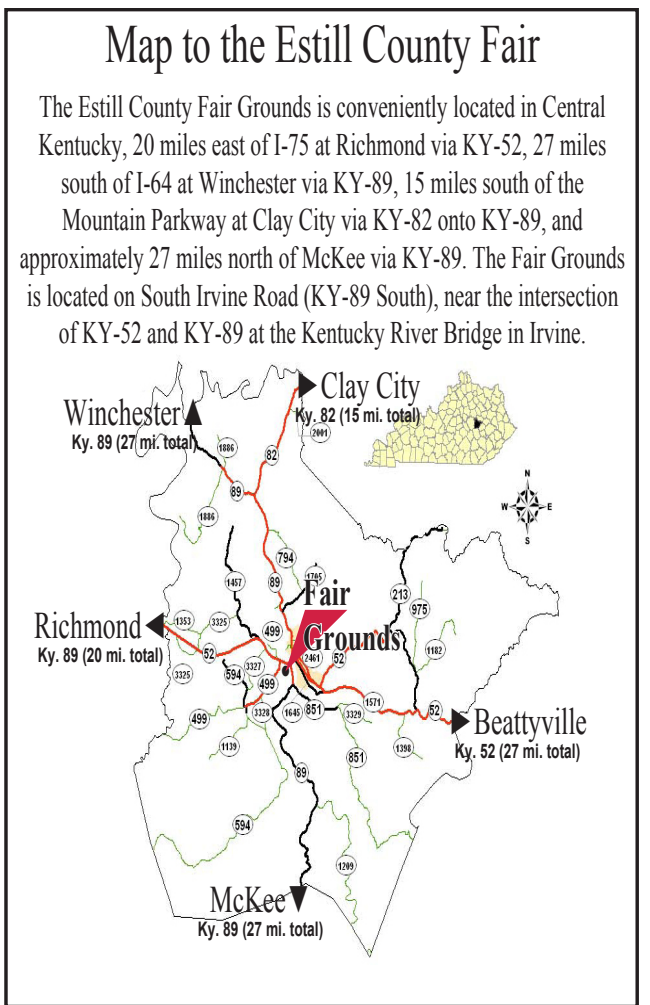 Map to the Estill County Fair
The Estill County Fair Grounds is conveniently located in Central
Kentucky, 20 miles east of I-75 at Richmond via KY-52, 27 miles
south of I-64 at Winchester via KY-89, 15 miles south of the
Mountain Parkway at Clay City via KY-82 onto KY-89, and
approximately 27 miles north of McKee via KY-89. The Fair Grounds
is located on South Irvine Road (KY-89 South), near the intersection
of KY-52 and KY-89 at the Kentucky River Bridge in Irvine.
Clay City
Ky. 82 (15 mi. total)
Winchester
Ky. 89 (27 mi. total)
2001
1886
82
89
1886
N
W E
S
794
1457
89
1705
213
975
Fair
Grounds
1353
3325
499
Richmond
Ky. 89 (20 mi. total)
52
3327
2461
52
1182
3325
594
499
1571
52
Beattyville
Ky. 52 (27 mi. total)
499
3328
1645
851
3329
1139
1398
851
89
594
1209
McKee
Ky. 89 (27 mi. total)